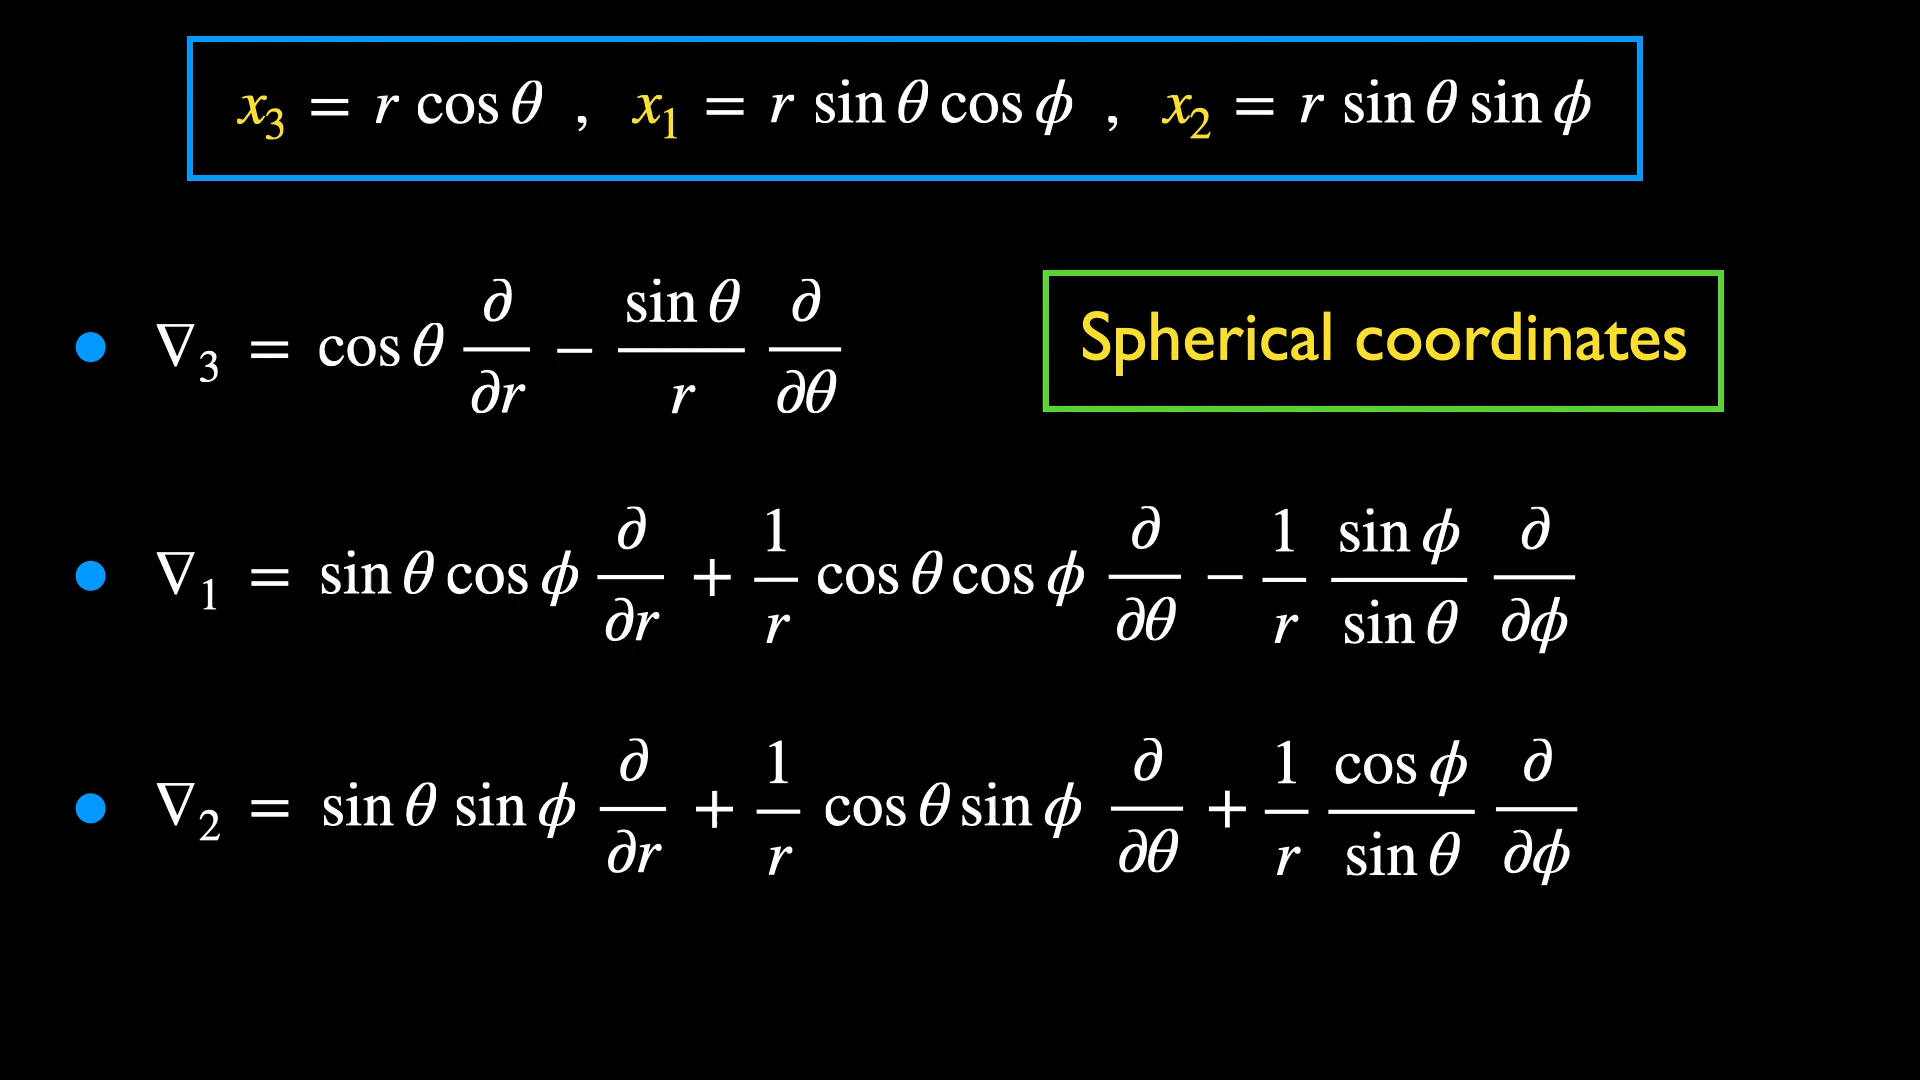 x₃ = r cos θ , x₁ = r sin θ cos ϕ , x₂ = r sin θ sin ϕ
• ∇₃ = cos θ ∂/∂r − sin θ/r ∂/∂θ
Spherical coordinates
• ∇₁ = sin θ cos ϕ ∂/∂r + 1/r cos θ cos ϕ ∂/∂θ − 1/r sin ϕ/sin θ ∂/∂ϕ
• ∇₂ = sin θ sin ϕ ∂/∂r + 1/r cos θ sin ϕ ∂/∂θ + 1/r cos ϕ/sin θ ∂/∂ϕ